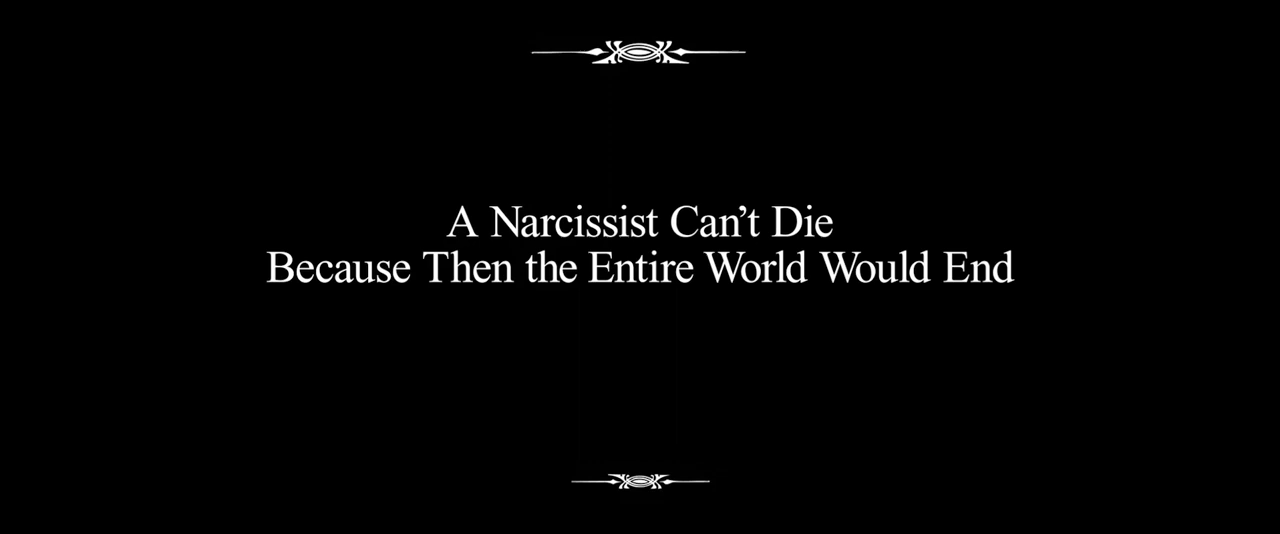 A Narcissist Can’t Die
Because Then the Entire World Would End